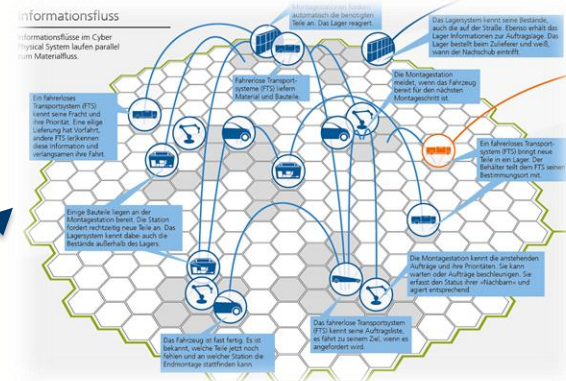 Informationsfluss
Informationsflüsse im Cyber
Physical System laufen parallel
zum Materialfluss.
automatisch die benötigten
Teile an. Das Lager reagiert.
Das Lagersystem kennt seine Bestände,
auch die auf der Straße. Ebenso erhält das
Lager Informationen zur Auftragslage. Das
Lager bestellt beim Zulieferer und weiß,
wann der Nachschub eintrifft.
Fahrerlose Transport-
systeme (FTS) liefern
Material und Bauteile.
Die Montagestation
meldet, wenn das Fahrzeug
bereit für den nächsten
Montageschritt ist.
Ein fahrerloses
Transportsystem (FTS)
kennt seine Fracht und
ihre Priorität. Eine eilige
Lieferung hat Vorfahrt,
andere FTS (er)kennen
diese Information und
verlangsamen ihre Fahrt.
Ein fahrerloses Transport-
system (FTS) bringt neue
Teile in ein Lager. Der
Behälter teilt dem FTS seinen
Bestimmungsort mit.
Einige Bauteile liegen an der
Montagestation bereit. Die Station
fordert rechtzeitig neue Teile an. Das
Lagersystem kennt dabei auch die
Bestände außerhalb des Lagers.
Die Montagestation kennt die anstehenden
Aufträge und ihre Prioritäten. Sie kann
warten oder Aufträge beschleunigen. Sie
erfasst den Status ihrer »Nachbarn« und
agiert entsprechend.
Das fahrerlose Transportsystem
(FTS) kennt seine Auftragsliste,
es fährt zu seinem Ziel, wenn es
angefordert wird.
Das Fahrzeug ist fast fertig. Es ist
bekannt, welche Teile jetzt noch
fehlen und an welcher Station die
Endmontage stattfinden kann.